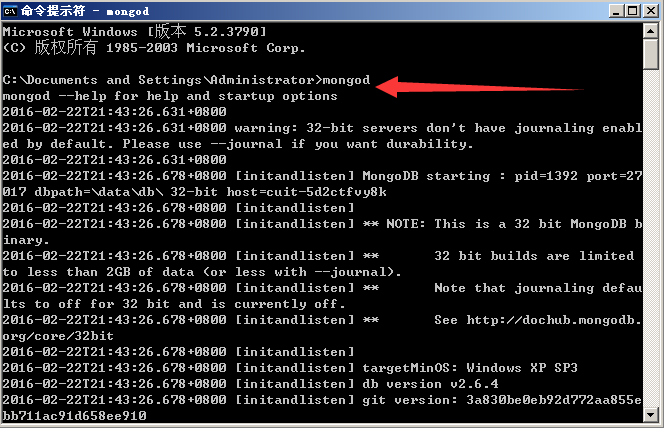 命令提示符 - mongod
Microsoft Windows [版本 5.2.3790]
(C) 版权所有 1985-2003 Microsoft Corp.
C:\Documents and Settings\Administrator>mongod
mongod --help for help and startup options
2016-02-22T21:43:26.631+0800
2016-02-22T21:43:26.631+0800 warning: 32-bit servers don't have journaling enabl
ed by default. Please use --journal if you want durability.
2016-02-22T21:43:26.631+0800
2016-02-22T21:43:26.678+0800 [initandlisten] MongoDB starting : pid=1392 port=27
017 dbpath=\data\db\ 32-bit host=cuit-5d2ctfvy8k
2016-02-22T21:43:26.678+0800 [initandlisten]
2016-02-22T21:43:26.678+0800 [initandlisten] ** NOTE: This is a 32 bit MongoDB b
inary.
2016-02-22T21:43:26.678+0800 [initandlisten] **       32 bit builds are limited
to less than 2GB of data (or less with --journal).
2016-02-22T21:43:26.678+0800 [initandlisten] **       Note that journaling defau
lts to off for 32 bit and is currently off.
2016-02-22T21:43:26.678+0800 [initandlisten] **       See http://dochub.mongodb.
org/core/32bit
2016-02-22T21:43:26.678+0800 [initandlisten]
2016-02-22T21:43:26.678+0800 [initandlisten] targetMinOS: Windows XP SP3
2016-02-22T21:43:26.678+0800 [initandlisten] db version v2.6.4
2016-02-22T21:43:26.678+0800 [initandlisten] git version: 3a830be0eb92d772aa855e
bb711ac91d658ee910